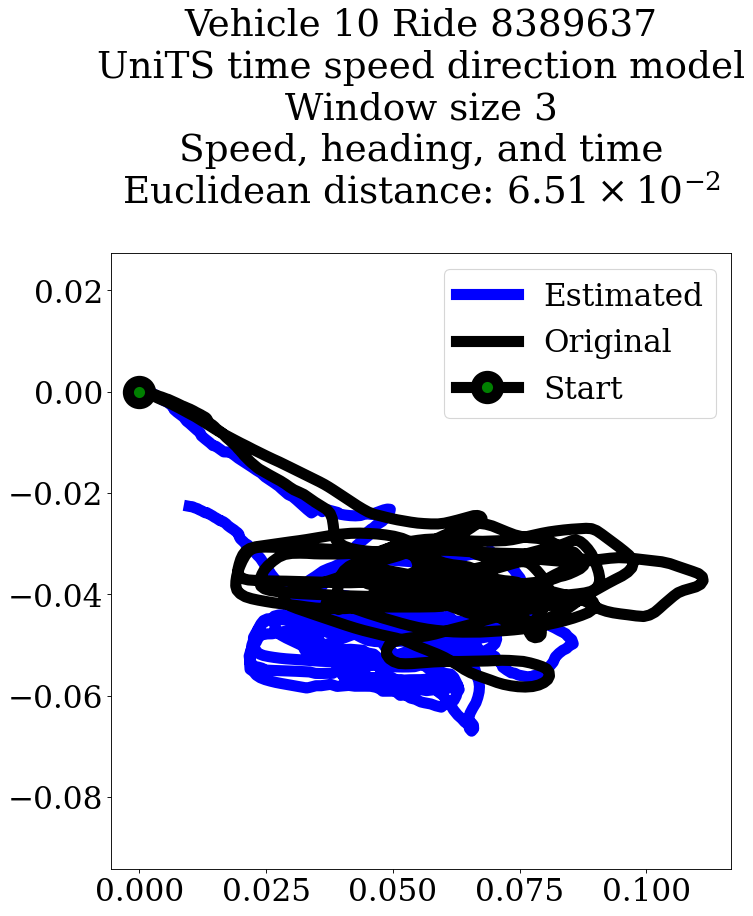 Vehicle 10 Ride 8389637
UniTS time speed direction model
Window size 3
Speed, heading, and time
Euclidean distance: 6.51 × 10⁻²
Estimated
Original
Start
0.02
0.00
−0.02
−0.04
−0.06
−0.08
0.000 0.025 0.050 0.075 0.100